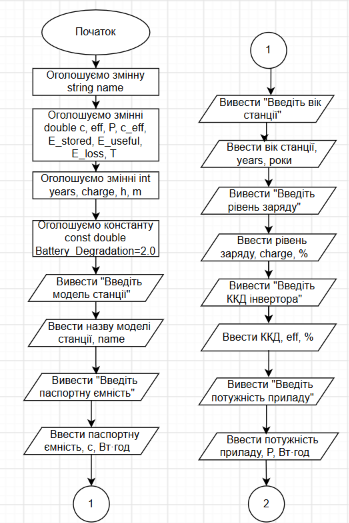 Початок
Оголошуємо змінну
string name
Оголошуємо змінні
double c, eff, P, c_eff,
E_stored, E_useful,
E_loss, T
Оголошуємо змінні int
years, charge, h, m
Оголошуємо константу
const double
Battery_Degradation=2.0
Вивести "Введіть
модель станції"
Ввести назву моделі
станції, name
Вивести "Введіть
паспортну ємність"
Ввести паспортну
ємність, c, Вт·год
1
1
Вивести "Введіть вік
станції"
Ввести вік станції,
years, роки
Вивести "Введіть
рівень заряду"
Ввести рівень
заряду, charge, %
Вивести "Введіть
ККД інвертора"
Ввести ККД, eff, %
Вивести "Введіть
потужність приладу"
Ввести потужність
приладу, P, Вт·год
2